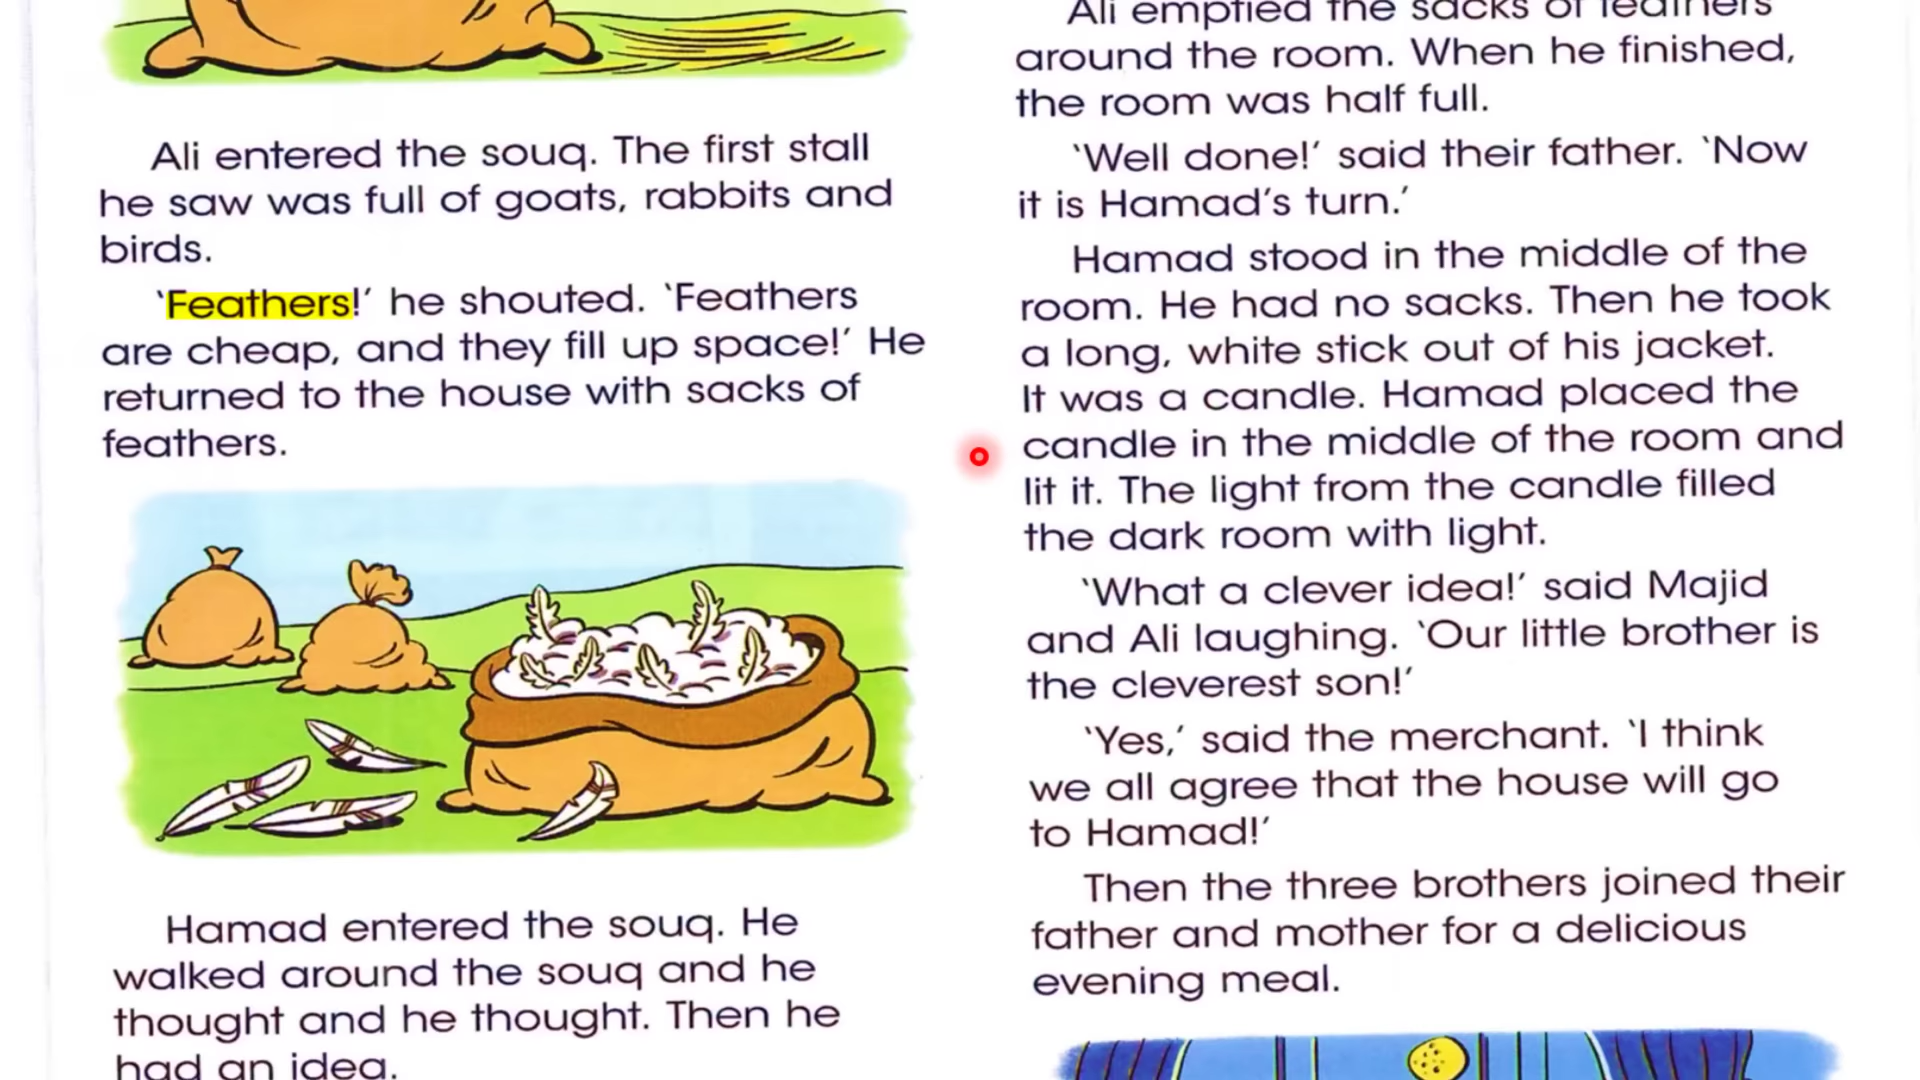 Ali entered the souq. The first stall
he saw was full of goats, rabbits and
birds.
‘Feathers!’ he shouted. ‘Feathers
are cheap, and they fill up space!’ He
returned to the house with sacks of
feathers.
Hamad entered the souq. He
walked around the souq and he
thought and he thought. Then he
had an idea.
Ali emptied the sacks of feathers
around the room. When he finished,
the room was half full.
‘Well done!’ said their father. ‘Now
it is Hamad’s turn.’
Hamad stood in the middle of the
room. He had no sacks. Then he took
a long, white stick out of his jacket.
It was a candle. Hamad placed the
candle in the middle of the room and
lit it. The light from the candle filled
the dark room with light.
‘What a clever idea!’ said Majid
and Ali laughing. ‘Our little brother is
the cleverest son!’
‘Yes,’ said the merchant. ‘I think
we all agree that the house will go
to Hamad!’
Then the three brothers joined their
father and mother for a delicious
evening meal.